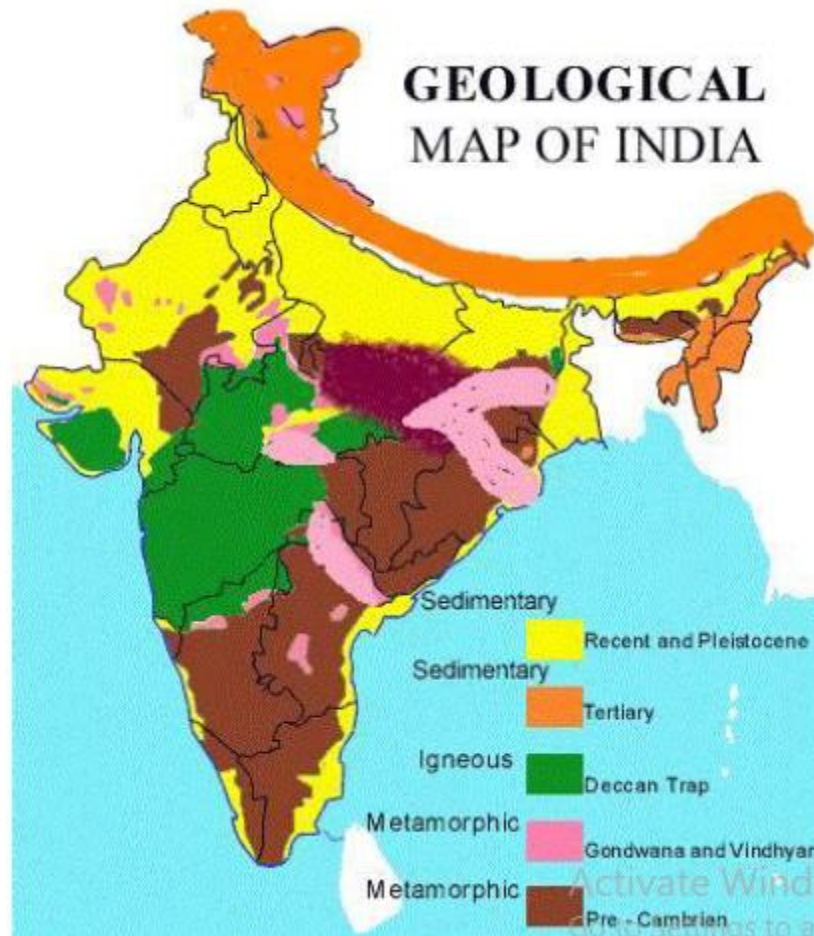 GEOLOGICAL
MAP OF INDIA
Sedimentary
Recent and Pleistocene
Sedimentary
Tertiary
Igneous
Deccan Trap
Metamorphic
Gondwana and Vindhyan
Metamorphic
Activate Wind
Pre - Cambrian
to a